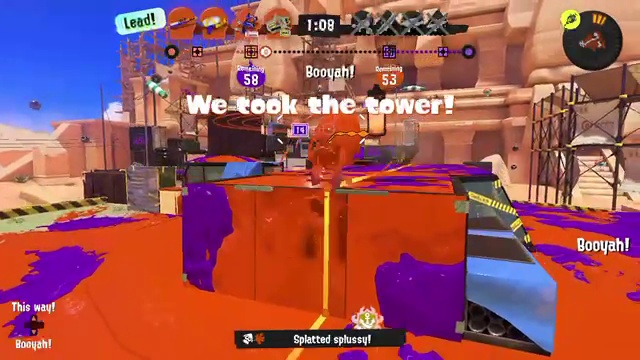 Lead!
1:08
Remaining
58
Remaining
53
Booyah!
We took the tower!
14
Booyah!
This way!
Booyah!
Splatted splussy!